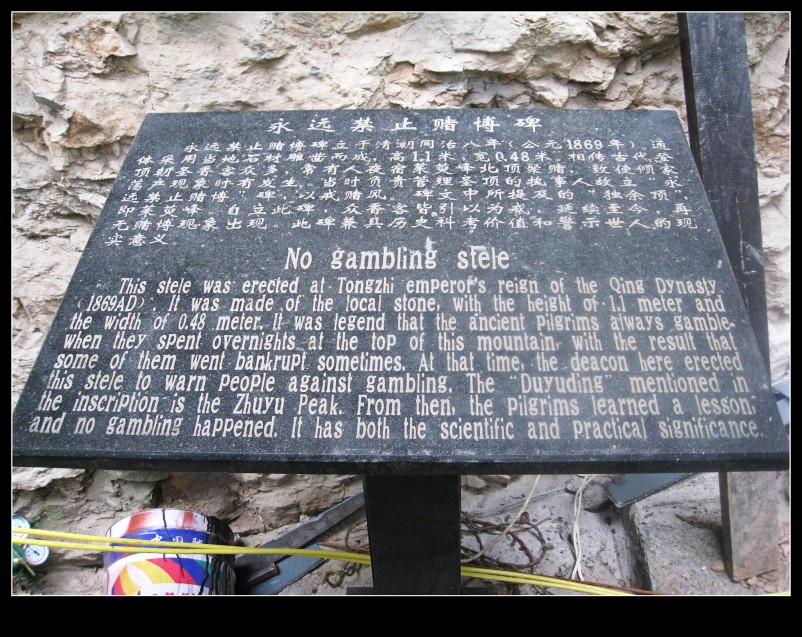 永远禁止赌博碑
永远禁止赌博碑立于清朝同治八年（公元1869年），通
体采用当地石材雕凿而成，高1.1米，宽0.48米。相传古代登
顶朝圣香客众多，常有人夜宿茱萸峰北顶聚赌，致使倾家
荡产现象时有发生。当时负责管理圣顶的执事人故立“永
远禁止赌博”碑，以戒赌风。碑文中所提及的“独余顶”，
即茱萸峰。自立此碑，众香客皆引以为戒，延续至今，再
无赌博现象出现。此碑兼具历史科考价值和警示世人的现
实意义。
No gambling stele
This stele was erected at Tongzhi emperor's reign of the Qing Dynasty
(1869AD). It was made of the local stone, with the height of 1.1 meter and
the width of 0.48 meter. It was legend that the ancient Pilgrims always gamble
when they spent overnights at the top of this mountain, with the result that
some of them went bankrupt sometimes. At that time, the deacon here erected
this stele to warn people against gambling. The "Duyuding" mentioned in
the inscription is the Zhuyu Peak. From then, the pilgrims learned a lesson,
and no gambling happened. It has both the scientific and practical significance.
中国